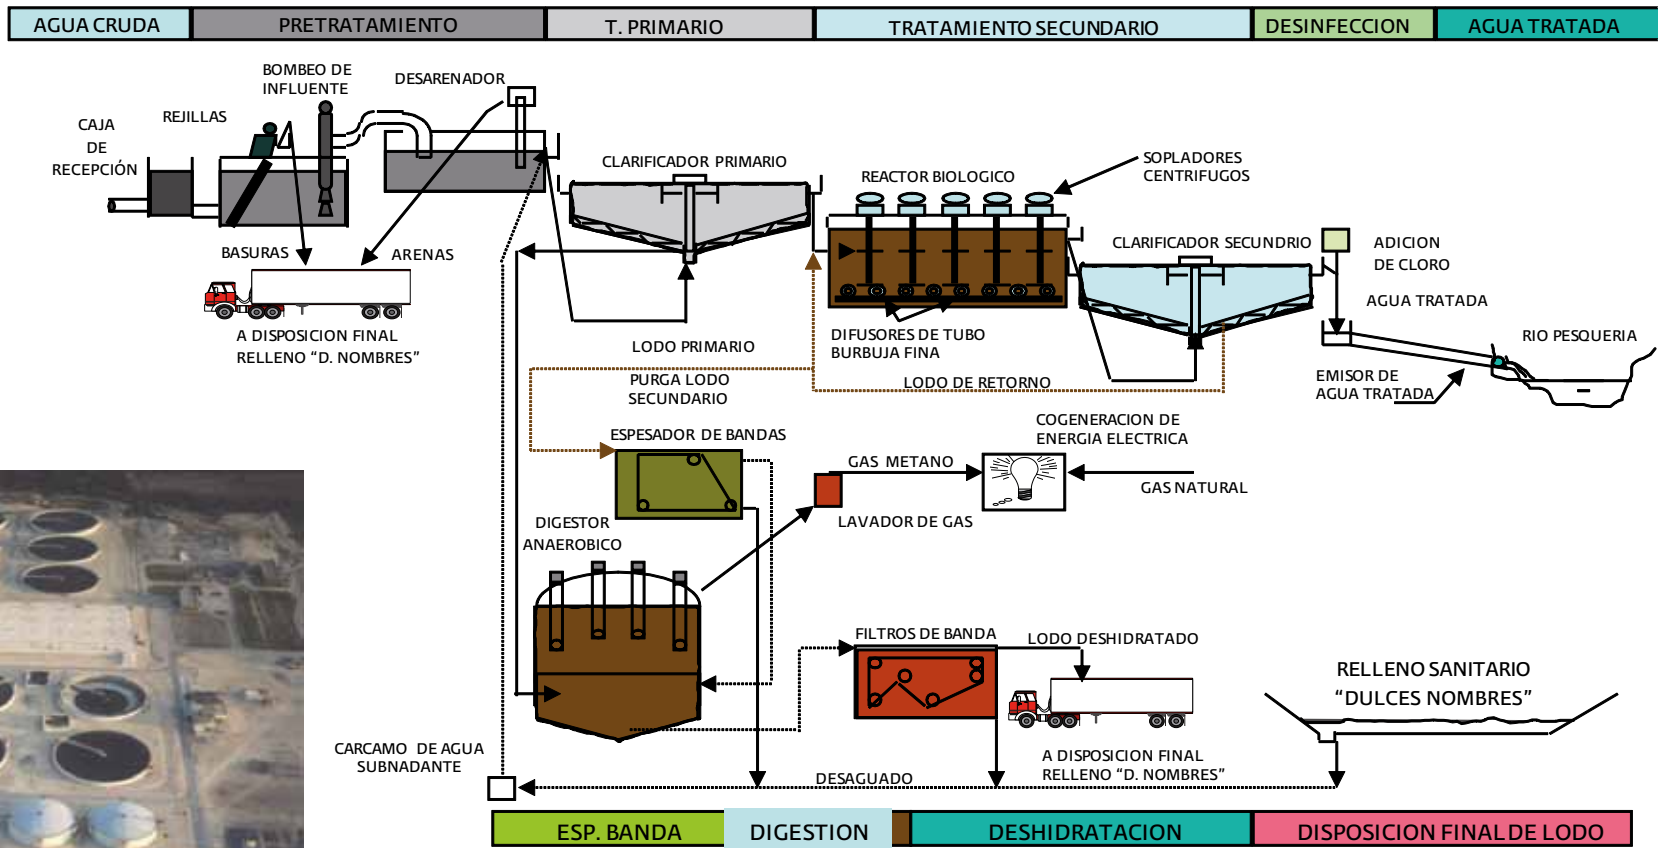 AGUA CRUDA
PRETRATAMIENTO
T. PRIMARIO
TRATAMIENTO SECUNDARIO
DESINFECCION
AGUA TRATADA
BOMBEO DE
INFLUENTE
DESARENADOR
REJILLAS
CAJA
DE
RECEPCIÓN
CLARIFICADOR PRIMARIO
REACTOR BIOLOGICO
SOPLADORES
CENTRIFUGOS
BASURAS
ARENAS
CLARIFICADOR SECUNDRIO
ADICION
DE CLORO
AGUA TRATADA
A DISPOSICION FINAL
RELLENO “D. NOMBRES”
LODO PRIMARIO
DIFUSORES DE TUBO
BURBUJA FINA
RIO PESQUERIA
PURGA LODO
SECUNDARIO
LODO DE RETORNO
EMISOR DE
AGUA TRATADA
ESPESADOR DE BANDAS
COGENERACION DE
ENERGIA ELECTRICA
GAS METANO
GAS NATURAL
LAVADOR DE GAS
DIGESTOR
ANAEROBICO
FILTROS DE BANDA
LODO DESHIDRATADO
RELLENO SANITARIO
“DULCES NOMBRES”
CARCAMO DE AGUA
SUBNADANTE
DESAGUADO
A DISPOSICION FINAL
RELLENO “D. NOMBRES”
ESP. BANDA
DIGESTION
DESHIDRATACION
DISPOSICION FINAL DE LODO